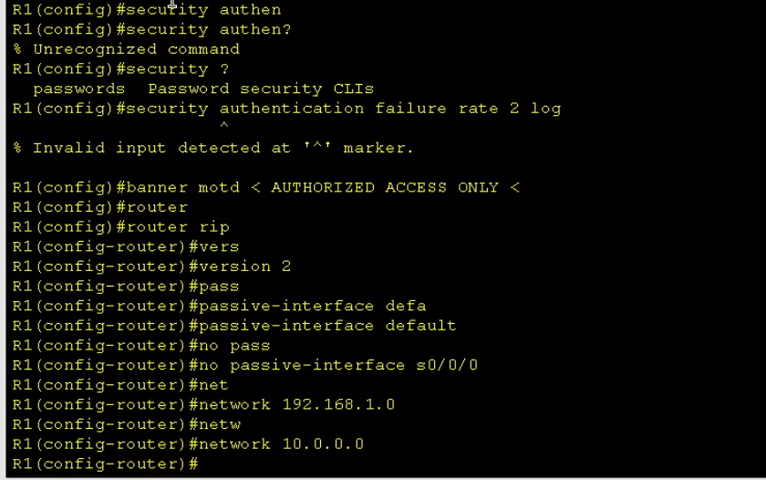 R1(config)#security authen
R1(config)#security authen?
% Unrecognized command
R1(config)#security ?
passwords  Password security CLIs
R1(config)#security authentication failure rate 2 log
^
% Invalid input detected at '^' marker.
R1(config)#banner motd < AUTHORIZED ACCESS ONLY <
R1(config)#router
R1(config)#router rip
R1(config-router)#vers
R1(config-router)#version 2
R1(config-router)#pass
R1(config-router)#passive-interface defa
R1(config-router)#passive-interface default
R1(config-router)#no pass
R1(config-router)#no passive-interface s0/0/0
R1(config-router)#net
R1(config-router)#network 192.168.1.0
R1(config-router)#netw
R1(config-router)#network 10.0.0.0
R1(config-router)#